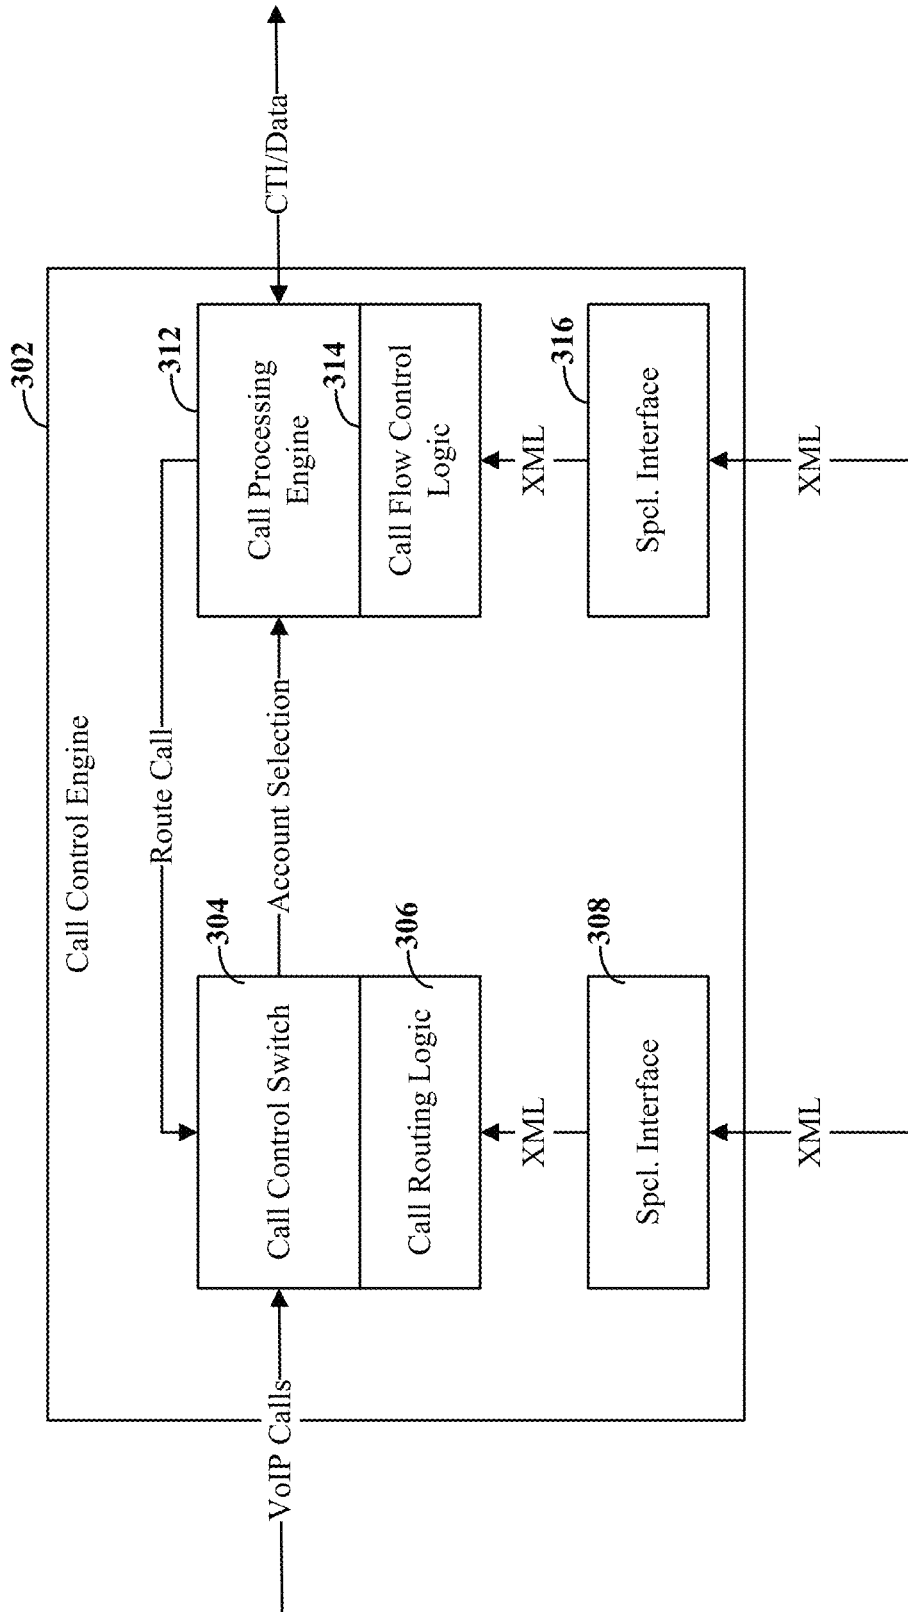 302
Call Control Engine
Route Call
VoIP Calls
304
Call Control Switch
306
Call Routing Logic
Account Selection
312
Call Processing
Engine
314
Call Flow Control
Logic
CTI/Data
XML
XML
308
Spcl. Interface
316
Spcl. Interface
XML
XML